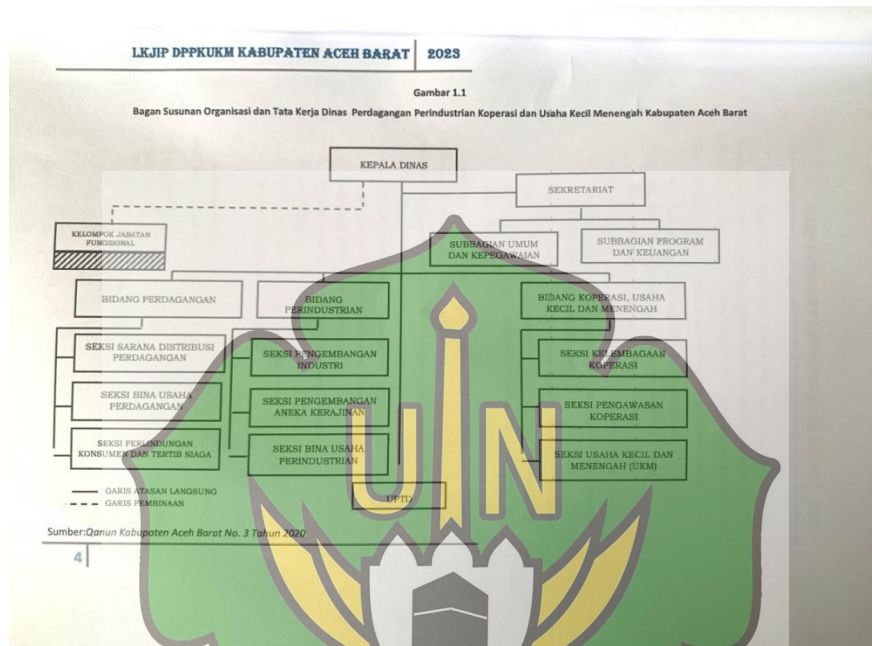 LKJIP DPPKUKM KABUPATEN ACEH BARAT 2023
Gambar 1.1
Bagan Susunan Organisasi dan Tata Kerja Dinas Perdagangan Perindustrian Koperasi dan Usaha Kecil Menengah Kabupaten Aceh Barat
KEPALA DINAS
SEKRETARIAT
KELOMPOK JABATAN
FUNGSIONAL
SUBBAGIAN UMUM
DAN KEPEGAWAIAN
SUBBAGIAN PROGRAM
DAN KEUANGAN
BIDANG PERDAGANGAN
BIDANG
PERINDUSTRIAN
BIDANG KOPERASI, USAHA
KECIL DAN MENENGAH
SEKSI SARANA DISTRIBUSI
PERDAGANGAN
SEKSI PENGEMBANGAN
INDUSTRI
SEKSI KELEMBAGAAN
KOPERASI
SEKSI BINA USAHA
PERDAGANGAN
SEKSI PENGEMBANGAN
ANEKA KERAJINAN
SEKSI PENGAWASAN
KOPERASI
SEKSI PERLINDUNGAN
KONSUMEN DAN TERTIB NIAGA
SEKSI BINA USAHA
PERINDUSTRIAN
SEKSI USAHA KECIL DAN
MENENGAH (UKM)
UPTD
GARIS ATASAN LANGSUNG
GARIS PEMBINAAN
Sumber:Qanun Kabupaten Aceh Barat No. 3 Tahun 2020
4
UIN